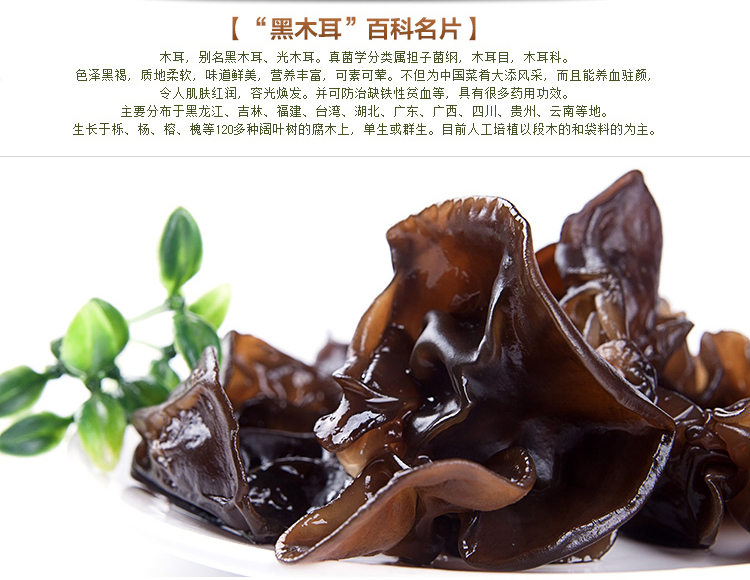 【“黑木耳”百科名片】
木耳，别名黑木耳、光木耳。真菌学分类属担子菌纲，木耳目，木耳科。
色泽黑褐，质地柔软，味道鲜美，营养丰富，可素可荤。不但为中国菜肴大添风采，而且能养血驻颜，
令人肌肤红润，容光焕发。并可防治缺铁性贫血等，具有很多药用功效。
主要分布于黑龙江、吉林、福建、台湾、湖北、广东、广西、四川、贵州、云南等地。
生长于栎、杨、榕、槐等120多种阔叶树的腐木上，单生或群生。目前人工培植以段木的和袋料的为主。